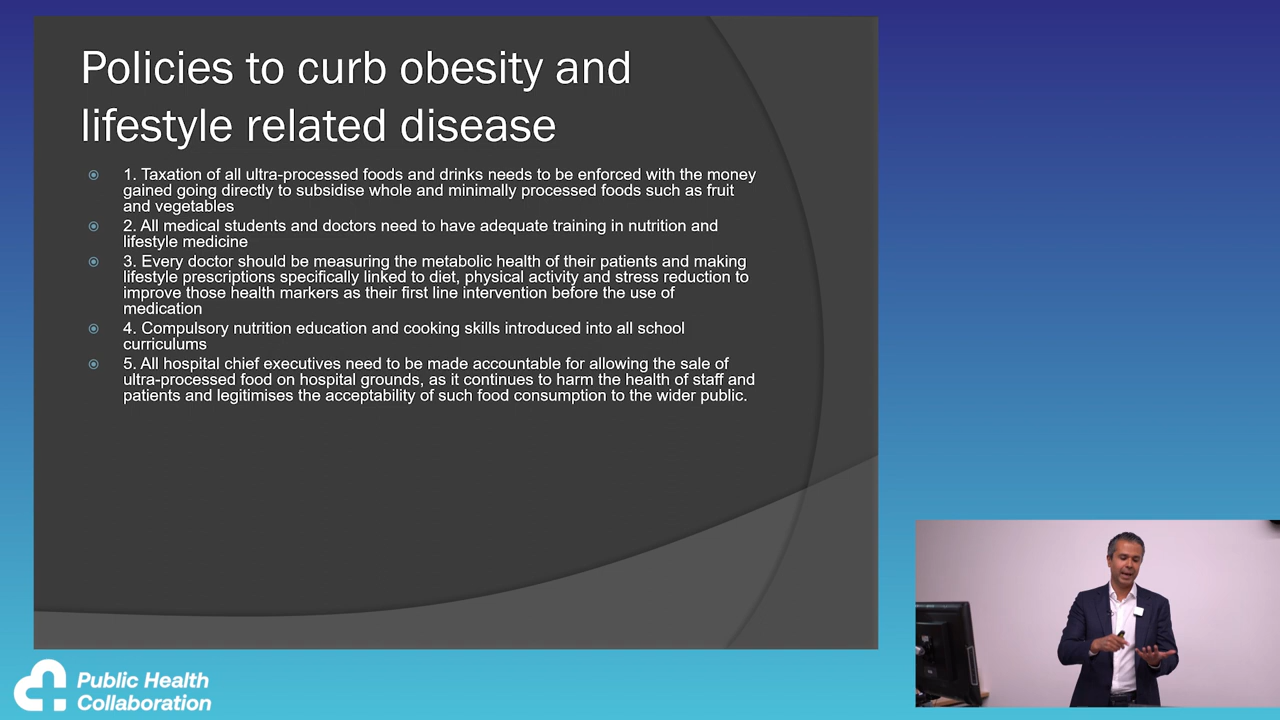 Policies to curb obesity and
lifestyle related disease
1. Taxation of all ultra-processed foods and drinks needs to be enforced with the money
gained going directly to subsidise whole and minimally processed foods such as fruit
and vegetables
2. All medical students and doctors need to have adequate training in nutrition and
lifestyle medicine
3. Every doctor should be measuring the metabolic health of their patients and making
lifestyle prescriptions specifically linked to diet, physical activity and stress reduction to
improve those health markers as their first line intervention before the use of
medication
4. Compulsory nutrition education and cooking skills introduced into all school
curriculums
5. All hospital chief executives need to be made accountable for allowing the sale of
ultra-processed food on hospital grounds, as it continues to harm the health of staff and
patients and legitimises the acceptability of such food consumption to the wider public.
Public Health
Collaboration